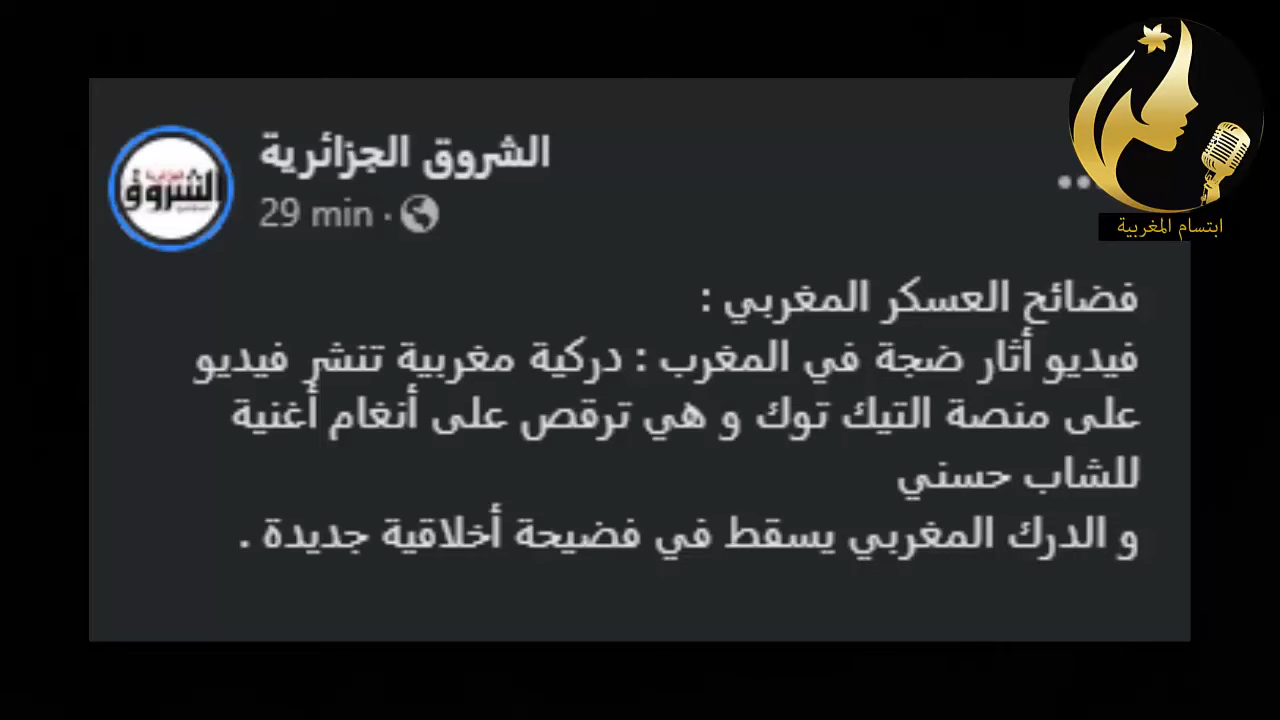 الشروق الجزائرية
29 min ·
فضائح العسكر المغربي :
فيديو أثار ضجة في المغرب : دركية مغربية تنشر فيديو
على منصة التيك توك و هي ترقص على أنغام أغنية
للشاب حسني
و الدرك المغربي يسقط في فضيحة أخلاقية جديدة .
الشروق
ابتسام المغربية